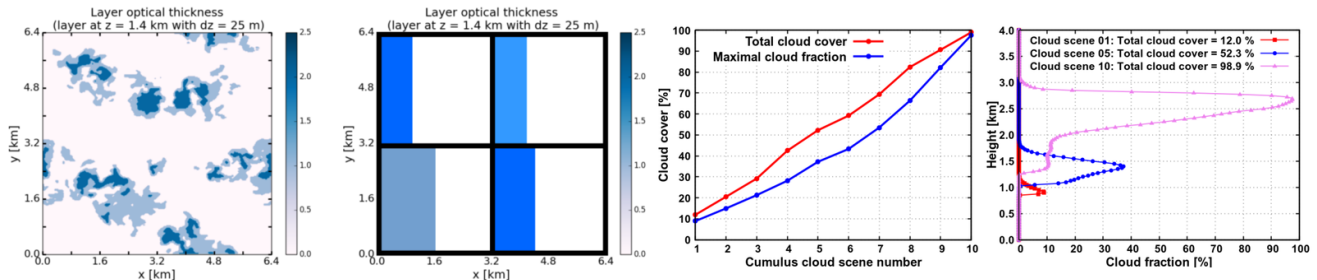 Layer optical thickness
(layer at z = 1.4 km with dz = 25 m)
6.4
4.8
3.2
1.6
0.0
y [km]
0.0 1.6 3.2 4.8 6.4
x [km]
2.5
2.0
1.5
1.0
0.5
0.0
Layer optical thickness
(layer at z = 1.4 km with dz = 25 m)
6.4
4.8
3.2
1.6
0.0
y [km]
0.0 1.6 3.2 4.8 6.4
x [km]
2.5
2.0
1.5
1.0
0.5
0.0
Total cloud cover
Maximal cloud fraction
100
90
80
70
60
50
40
30
20
10
0
Cloud cover [%]
1 2 3 4 5 6 7 8 9 10
Cumulus cloud scene number
Cloud scene 01: Total cloud cover = 12.0 %
Cloud scene 05: Total cloud cover = 52.3 %
Cloud scene 10: Total cloud cover = 98.9 %
4.0
3.5
3.0
2.5
2.0
1.5
1.0
0.5
0.0
Height [km]
0 10 20 30 40 50 60 70 80 90 100
Cloud fraction [%]